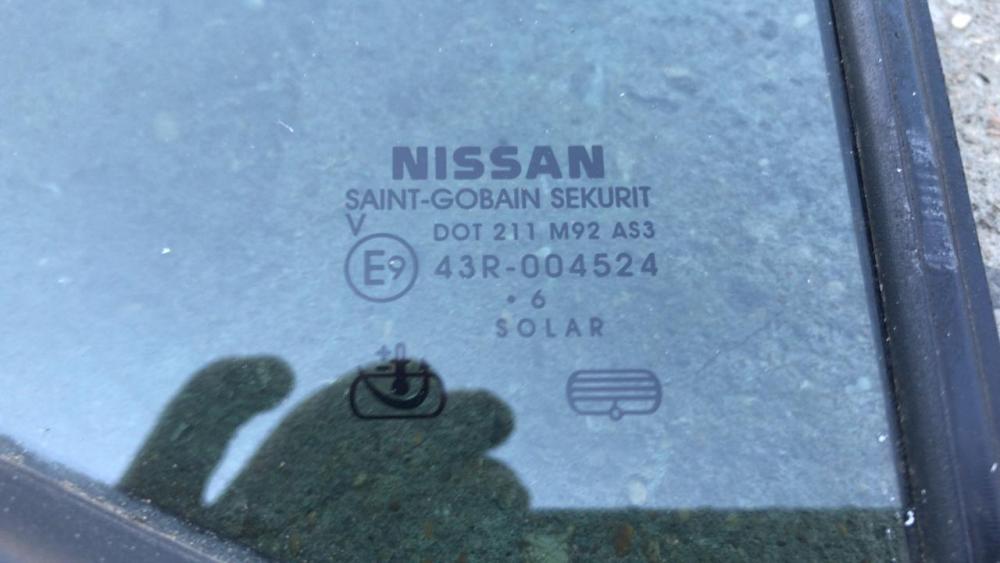 NISSAN
SAINT-GOBAIN SEKURIT
V
DOT 211 M92 AS3
E9 43R-004524
• 6
SOLAR